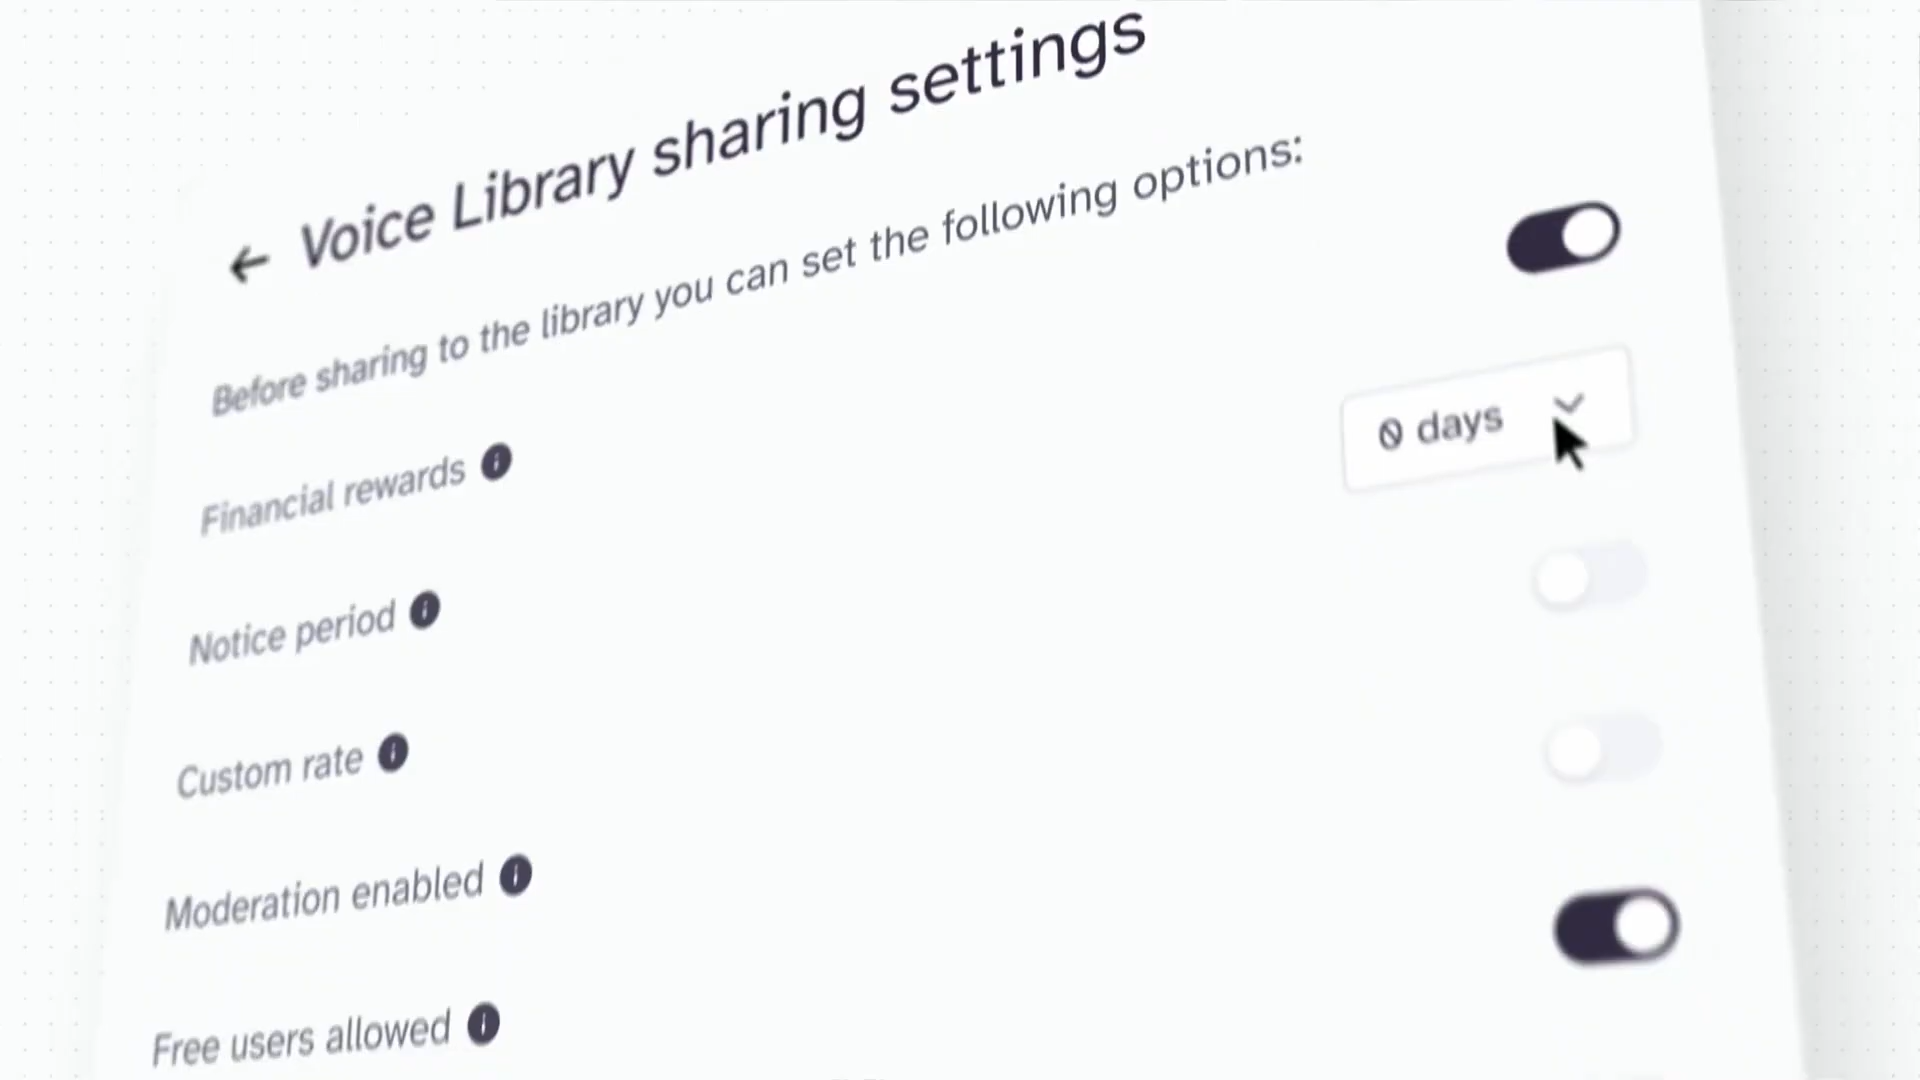 Voice Library sharing settings
Before sharing to the library you can set the following options:
Financial rewards
Notice period
0 days
Custom rate
Moderation enabled
Free users allowed